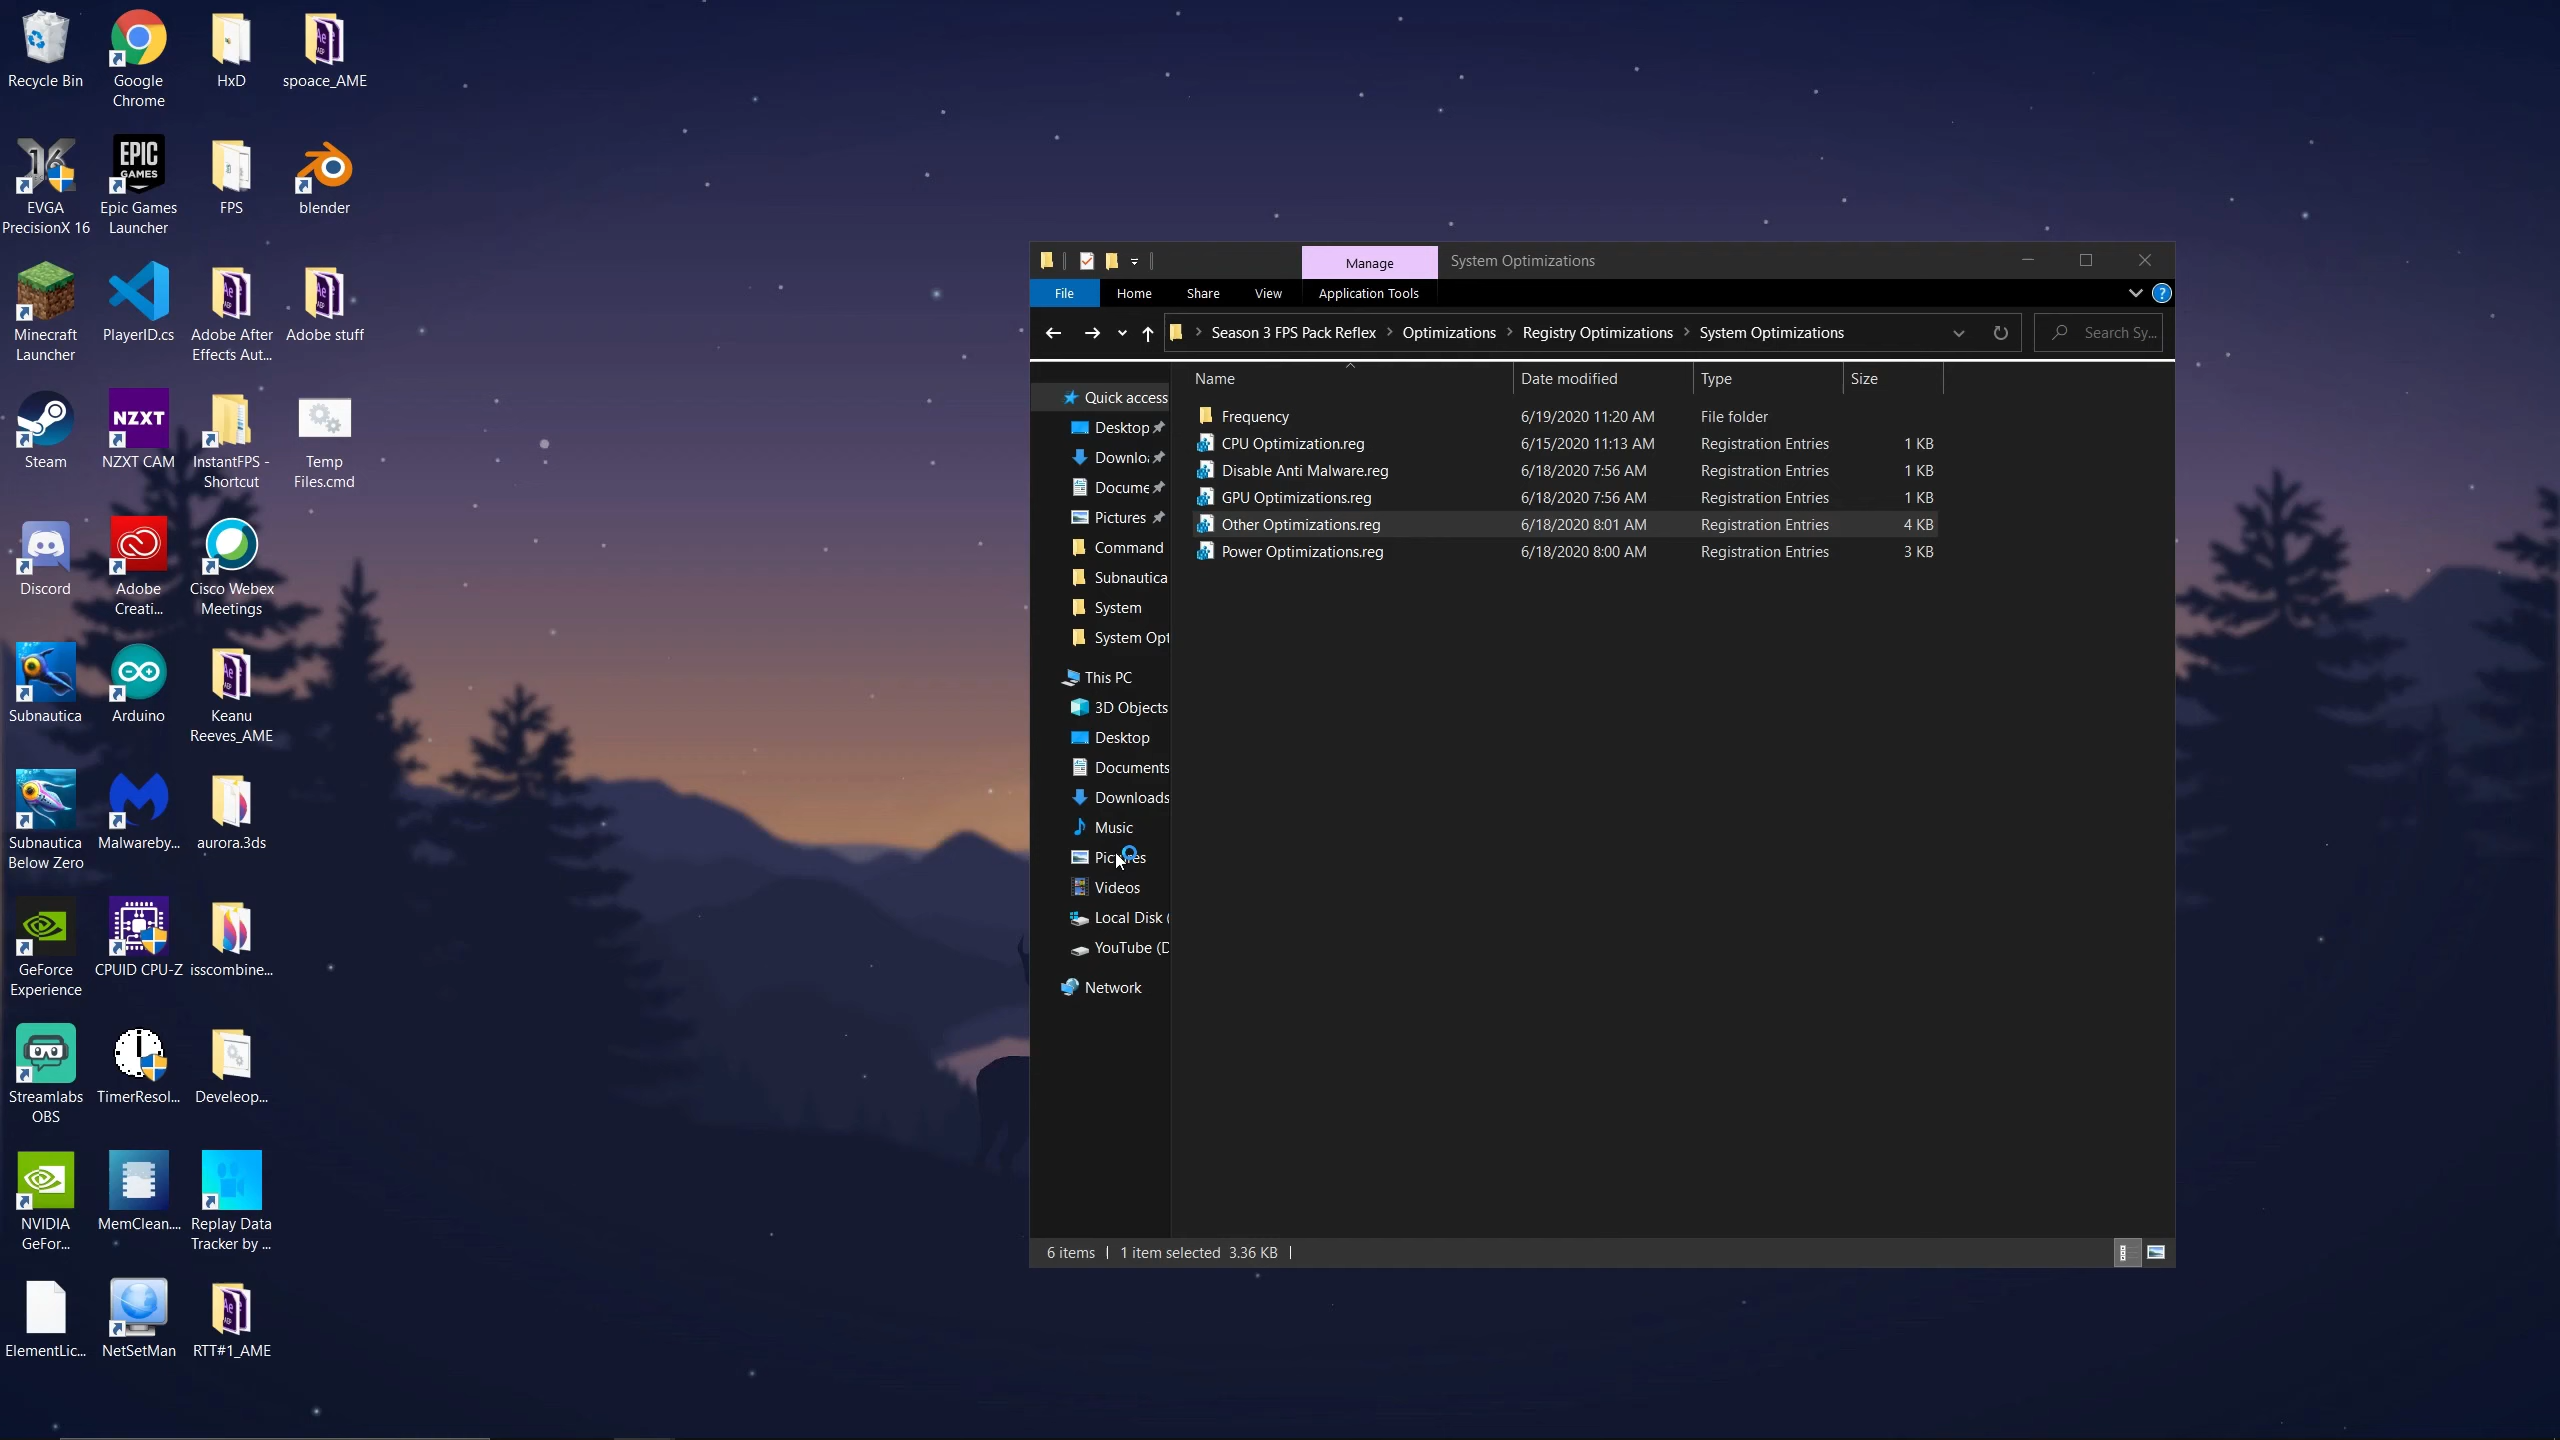 Recycle Bin
Google
Chrome
HxD
spoace_AME
EVGA
PrecisionX 16
EPIC
GAMES
Epic Games
Launcher
FPS
blender
Minecraft
Launcher
PlayerID.cs
Adobe After
Effects Aut...
Adobe stuff
Steam
NZXT
NZXT CAM
InstantFPS -
Shortcut
Temp
Files.cmd
Discord
Adobe
Creati...
Cisco Webex
Meetings
Subnautica
Arduino
Keanu
Reeves_AME
Subnautica
Below Zero
Malwareby...
aurora.3ds
GeForce
Experience
CPUID CPU-Z
isscombine...
Streamlabs
OBS
TimerResol...
Develeop...
NVIDIA
GeFor...
MemClean....
Replay Data
Tracker by ...
ElementLic...
NetSetMan
RTT#1_AME
Manage
System Optimizations
File
Home
Share
View
Application Tools
Season 3 FPS Pack Reflex
Optimizations
Registry Optimizations
System Optimizations
Search Sy...
Name
Date modified
Type
Size
Frequency 6/19/2020 11:20 AM File folder
CPU Optimization.reg 6/15/2020 11:13 AM Registration Entries 1 KB
Disable Anti Malware.reg 6/18/2020 7:56 AM Registration Entries 1 KB
GPU Optimizations.reg 6/18/2020 7:56 AM Registration Entries 1 KB
Other Optimizations.reg 6/18/2020 8:01 AM Registration Entries 4 KB
Power Optimizations.reg 6/18/2020 8:00 AM Registration Entries 3 KB
Quick access
Desktop
Downlo
Docume
Pictures
Command
Subnautica
System
System Opt
This PC
3D Objects
Desktop
Documents
Downloads
Music
Pictures
Videos
Local Disk (
YouTube (D
Network
6 items
1 item selected 3.36 KB